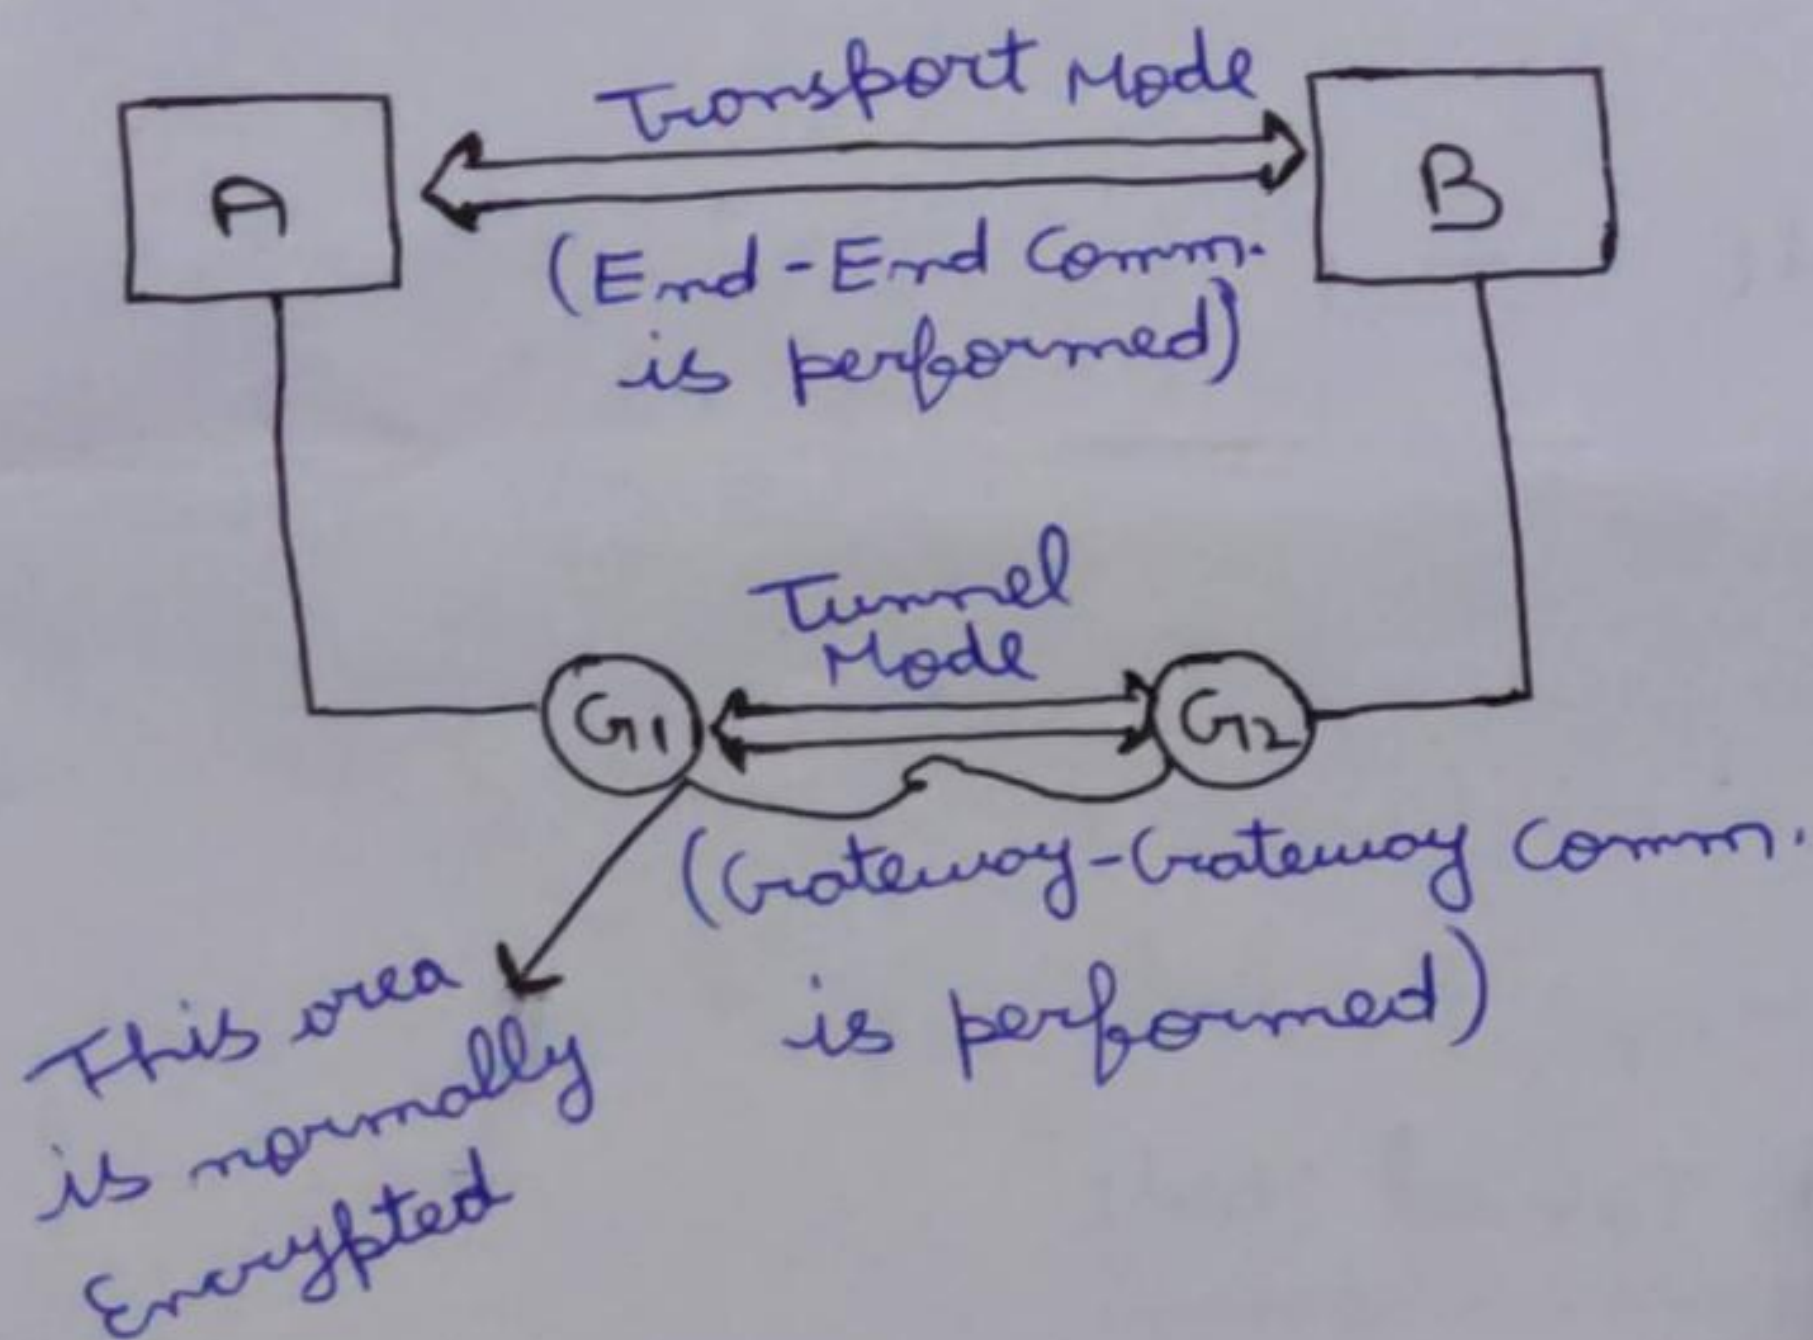 Transport Mode
A
B
(End-End Comm.
is performed)
Tunnel
Mode
G1
G2
(Gateway-Gateway Comm.
is performed)
This area
is normally
Encrypted